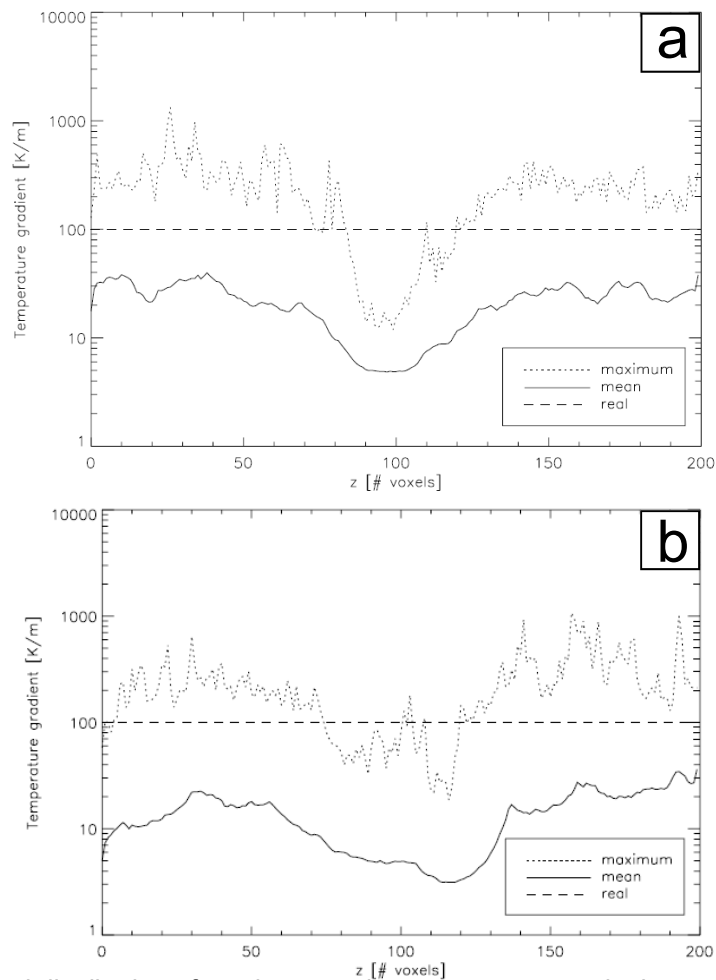 a
10000
1000
100
10
1
Temperature gradient [K/m]
maximum
mean
real
0 50 100 150 200
z [# voxels]
b
10000
1000
100
10
1
Temperature gradient [K/m]
maximum
mean
real
0 50 100 150 200
z [# voxels]